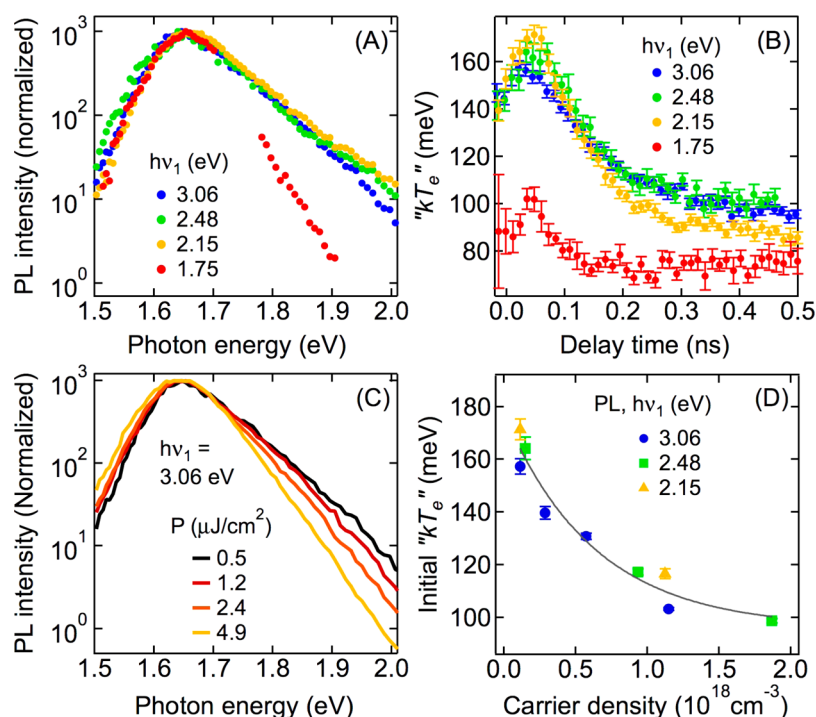 (A)
10³
10²
10¹
10⁰
PL intensity (normalized)
hν₁ (eV)
3.06
2.48
2.15
1.75
1.5 1.6 1.7 1.8 1.9 2.0
Photon energy (eV)
(B)
160
140
120
100
80
"kTₑ" (meV)
hν₁ (eV)
3.06
2.48
2.15
1.75
0.0 0.1 0.2 0.3 0.4 0.5
Delay time (ns)
(C)
10³
10²
10¹
10⁰
PL intensity (Normalized)
hν₁ =
3.06 eV
P (μJ/cm²)
0.5
1.2
2.4
4.9
1.5 1.6 1.7 1.8 1.9 2.0
Photon energy (eV)
(D)
180
160
140
120
100
Initial "kTₑ" (meV)
PL, hν₁ (eV)
3.06
2.48
2.15
0.0 0.5 1.0 1.5 2.0
Carrier density (10¹⁸cm⁻³)